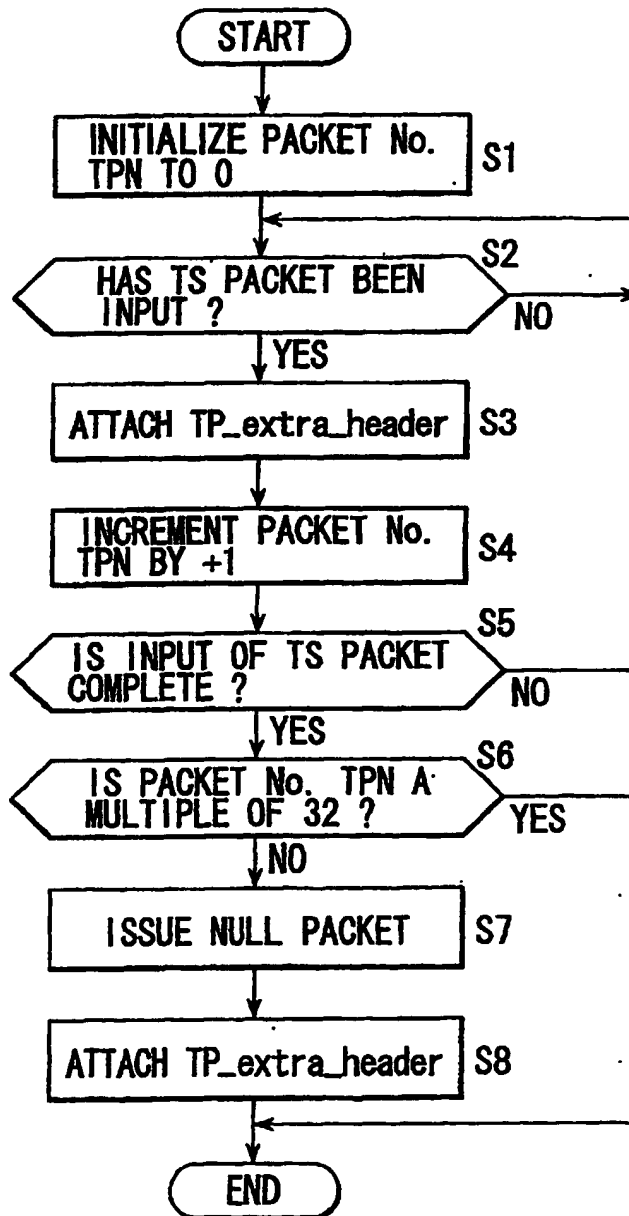 START
INITIALIZE PACKET No.
TPN TO 0
S1
S2
HAS TS PACKET BEEN
INPUT ?
NO
YES
ATTACH TP_extra_header
S3
INCREMENT PACKET No.
TPN BY +1
S4
S5
IS INPUT OF TS PACKET
COMPLETE ?
NO
YES
S6
IS PACKET No. TPN A
MULTIPLE OF 32 ?
YES
NO
ISSUE NULL PACKET
S7
ATTACH TP_extra_header
S8
END